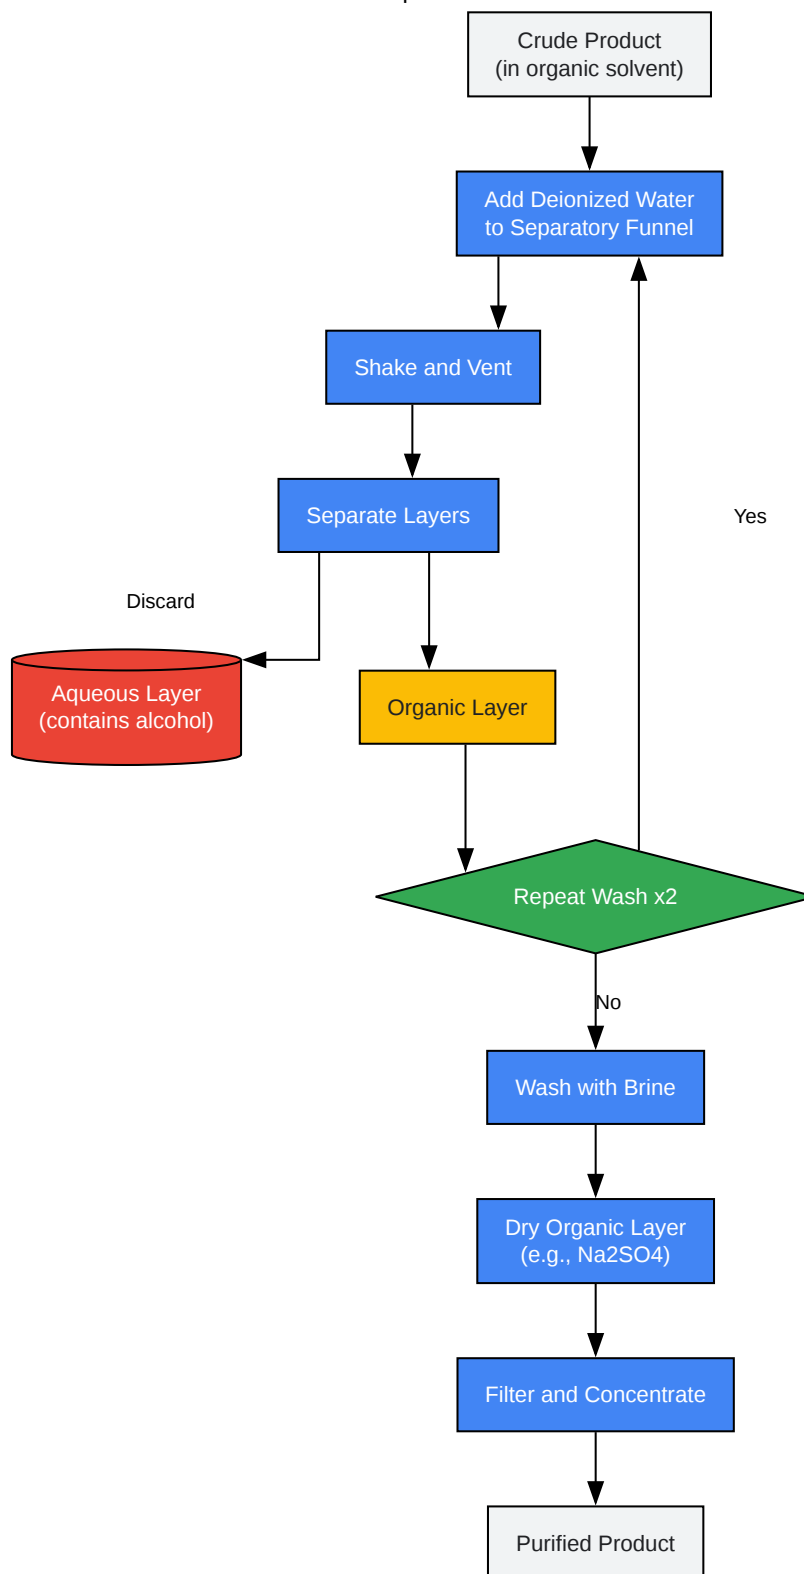 Crude Product
(in organic solvent)
Add Deionized Water
to Separatory Funnel
Shake and Vent
Separate Layers
Yes
Discard
Aqueous Layer
(contains alcohol)
Organic Layer
Repeat Wash x2
No
Wash with Brine
Dry Organic Layer
(e.g., Na2SO4)
Filter and Concentrate
Purified Product